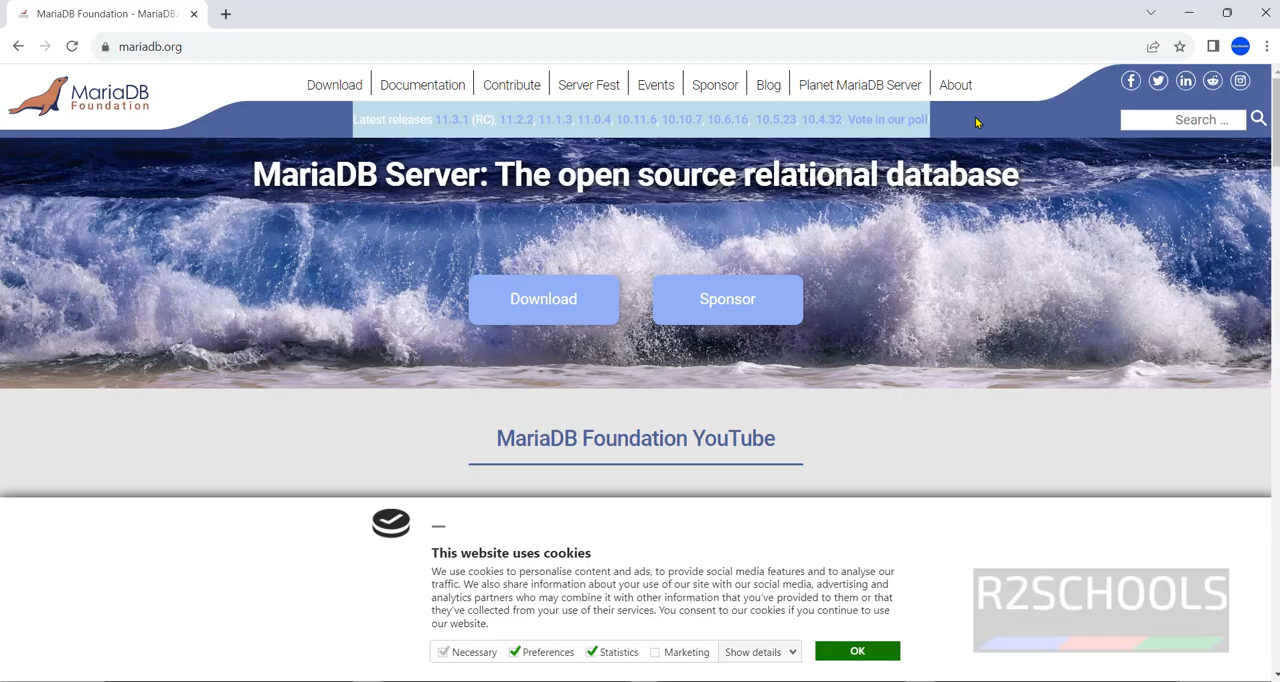 MariaDB Foundation - MariaDB.
mariadb.org
MariaDB
Foundation
Download
Documentation
Contribute
Server Fest
Events
Sponsor
Blog
Planet MariaDB Server
About
Latest releases 11.3.1 (RC), 11.2.2, 11.1.3, 11.0.4, 10.11.6, 10.10.7, 10.6.16, 10.5.23, 10.4.32. Vote in our poll!
Search ...
MariaDB Server: The open source relational database
Download
Sponsor
MariaDB Foundation YouTube
This website uses cookies
We use cookies to personalise content and ads, to provide social media features and to analyse our
traffic. We also share information about your use of our site with our social media, advertising and
analytics partners who may combine it with other information that you've provided to them or that
they've collected from your use of their services. You consent to our cookies if you continue to use
our website.
Necessary
Preferences
Statistics
Marketing
Show details
OK
R2SCHOOLS